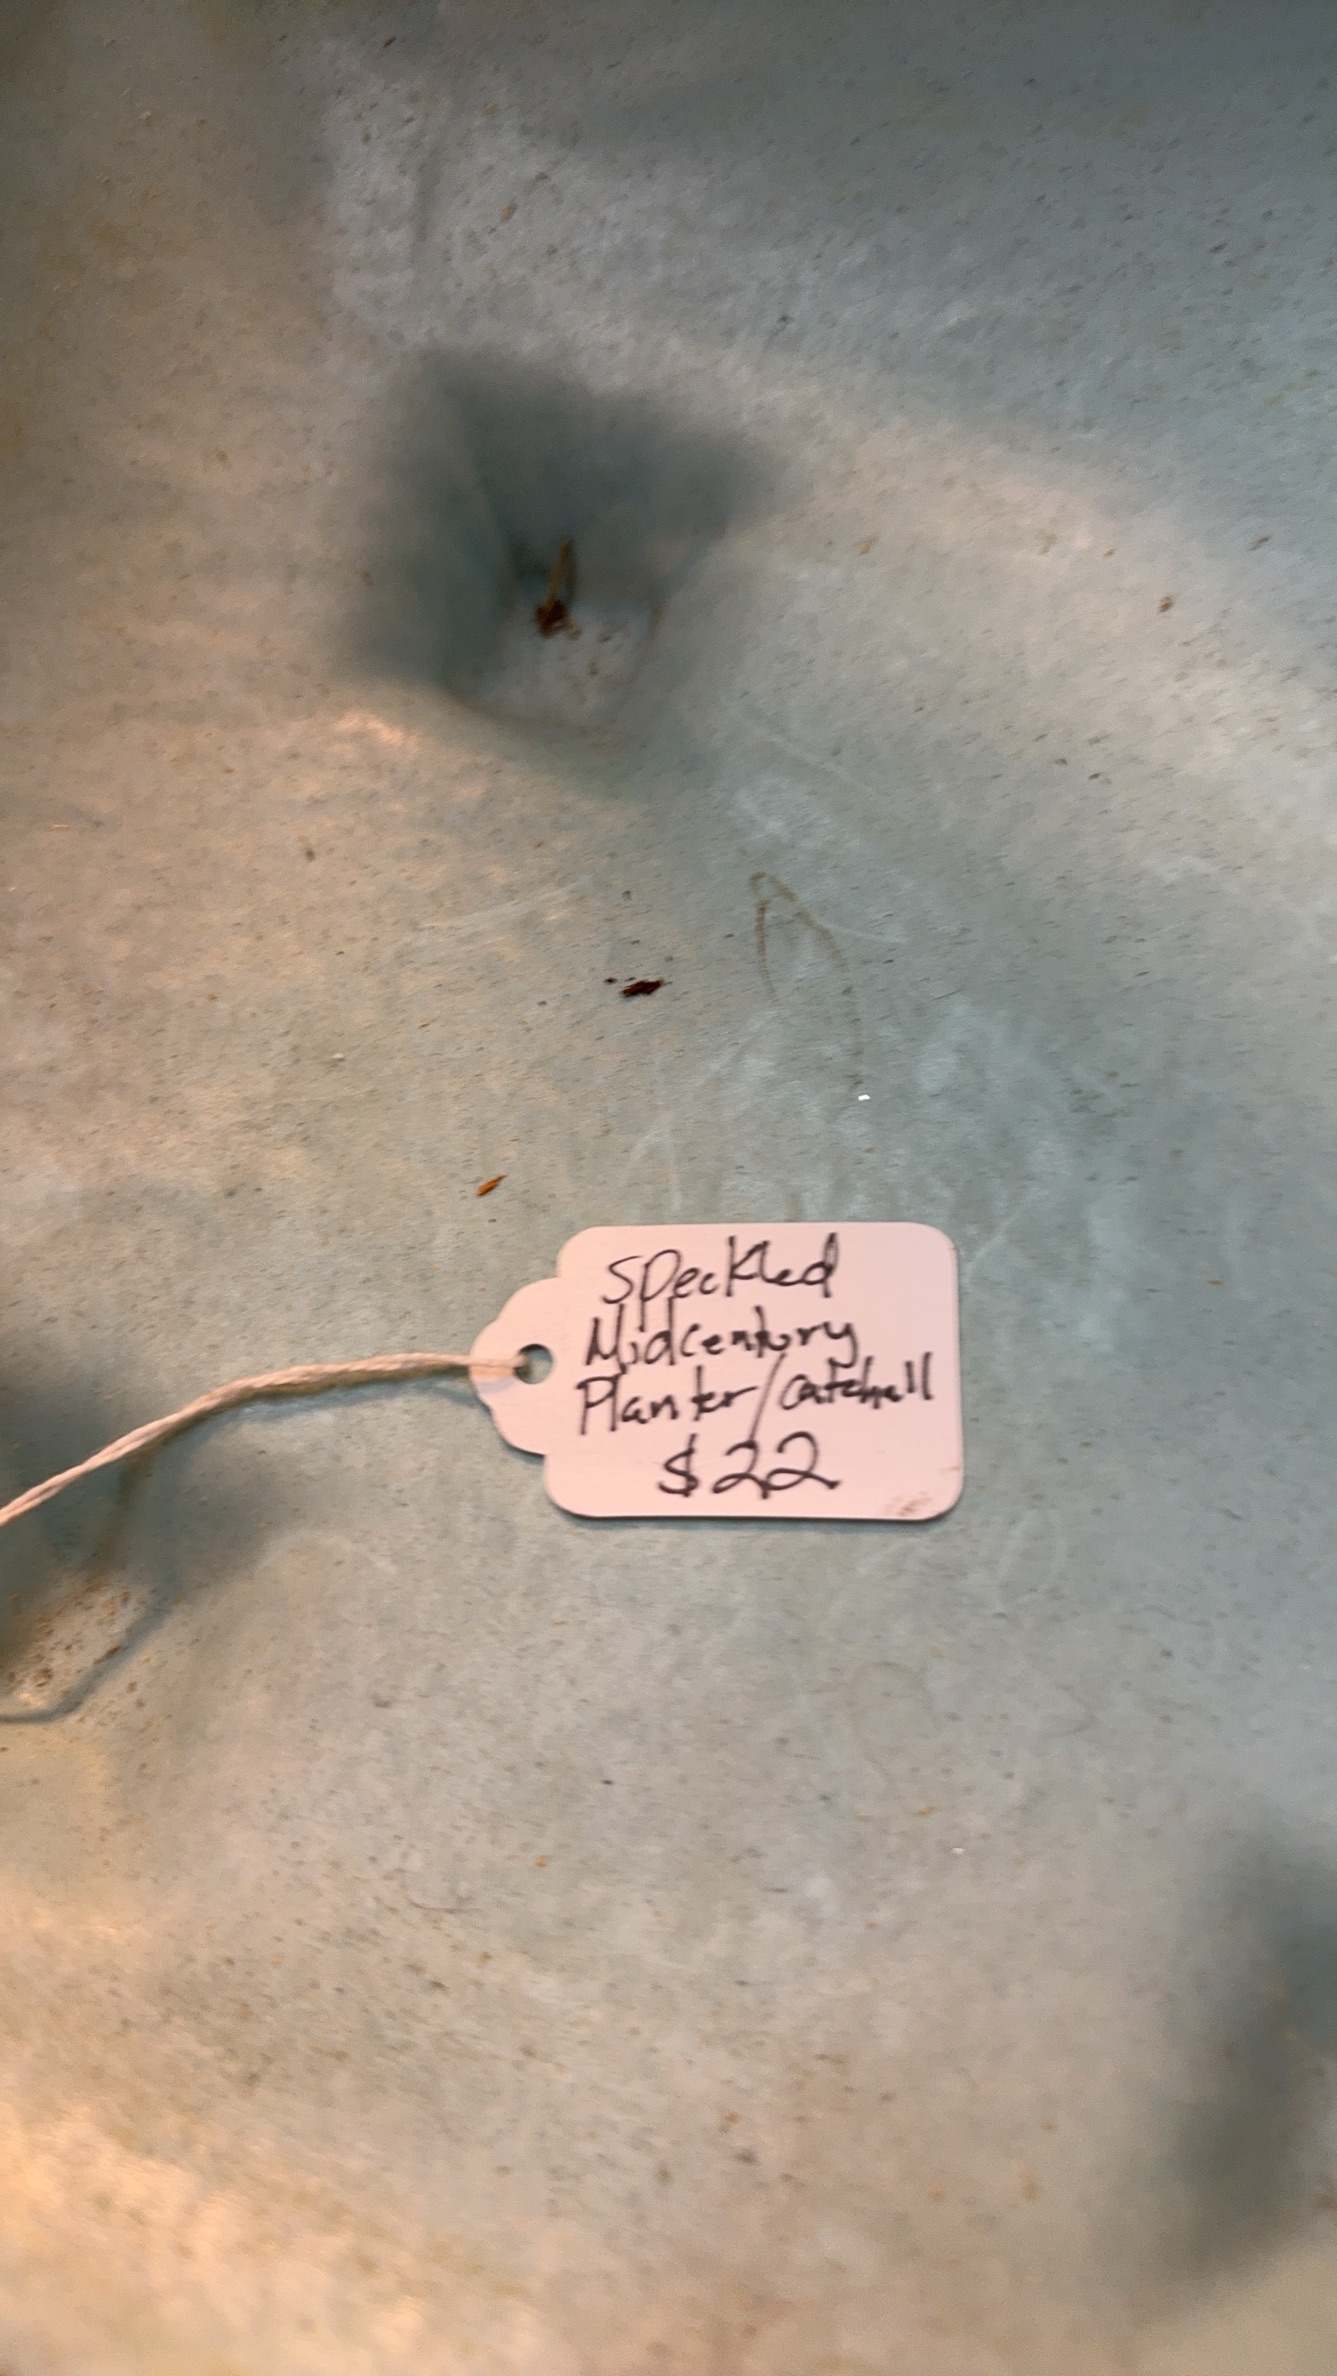 Speckled
Midcentury
Planter/Catchall
$22